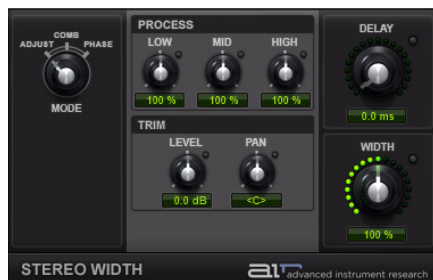 COMB
ADJUST
PHASE
MODE
PROCESS
LOW MID HIGH
100 % 100 % 100 %
TRIM
LEVEL PAN
0.0 dB <C>
DELAY
0.0 ms
WIDTH
100 %
STEREO WIDTH
AIR advanced instrument research